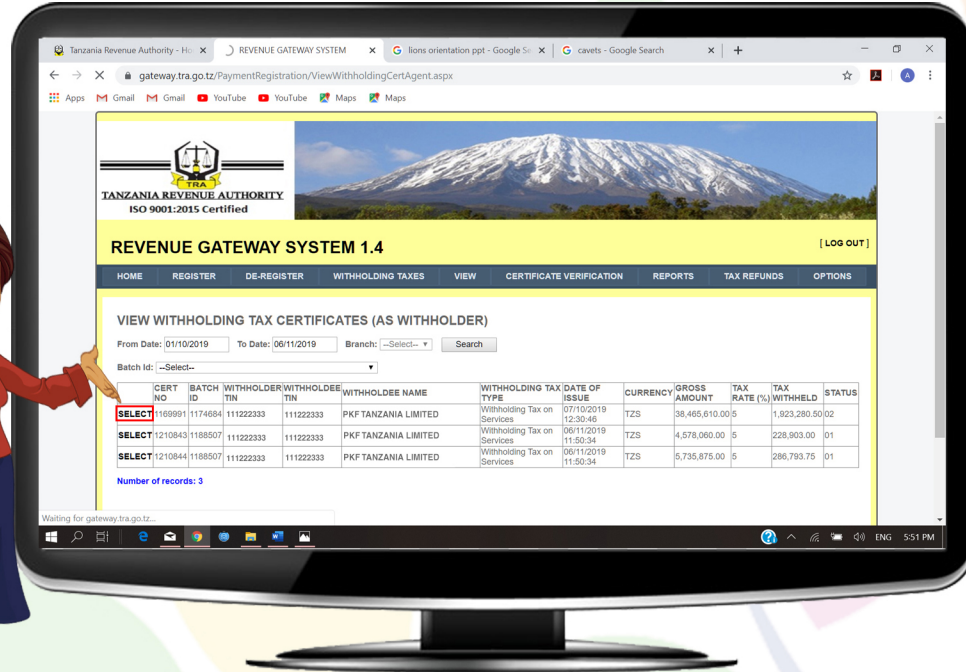 Tanzania Revenue Authority - Ho
REVENUE GATEWAY SYSTEM
lions orientation ppt - Google Se
cavets - Google Search
gateway.tra.go.tz/PaymentRegistration/ViewWithholdingCertAgent.aspx
A
Apps Gmail Gmail YouTube YouTube Maps Maps
TRA
TANZANIA REVENUE AUTHORITY
ISO 9001:2015 Certified
REVENUE GATEWAY SYSTEM 1.4
[ LOG OUT ]
HOME REGISTER DE-REGISTER WITHHOLDING TAXES VIEW CERTIFICATE VERIFICATION REPORTS TAX REFUNDS OPTIONS
VIEW WITHHOLDING TAX CERTIFICATES (AS WITHHOLDER)
From Date: 01/10/2019 To Date: 06/11/2019 Branch: --Select-- Search
Batch Id: --Select--
CERT NO BATCH ID WITHHOLDER TIN WITHHOLDEE TIN WITHHOLDEE NAME WITHHOLDING TAX TYPE DATE OF ISSUE CURRENCY GROSS AMOUNT TAX RATE (%) TAX WITHHELD STATUS
SELECT 1169991 1174684 111222333 111222333 PKF TANZANIA LIMITED Withholding Tax on Services 07/10/2019 12:30:46 TZS 38,465,610.00 5 1,923,280.50 02
SELECT 1210843 1188507 111222333 111222333 PKF TANZANIA LIMITED Withholding Tax on Services 06/11/2019 11:50:34 TZS 4,578,060.00 5 228,903.00 01
SELECT 1210844 1188507 111222333 111222333 PKF TANZANIA LIMITED Withholding Tax on Services 06/11/2019 11:50:34 TZS 5,735,875.00 5 286,793.75 01
Number of records: 3
Waiting for gateway.tra.go.tz...
ENG 5:51 PM